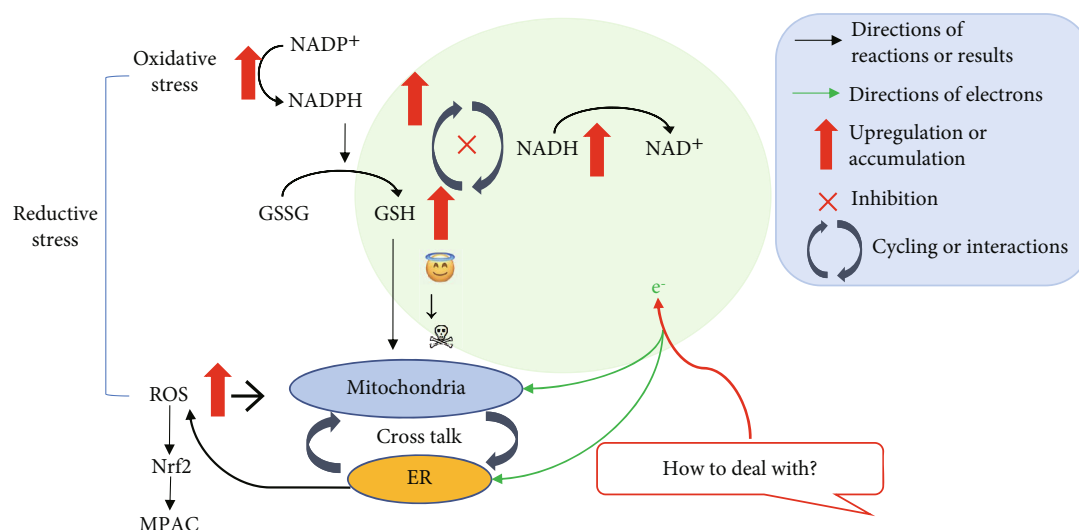 Oxidative
stress
NADP+
NADPH
GSSG
GSH
NADH
NAD+
Reductive
stress
e-
Mitochondria
ROS
Cross talk
Nrf2
ER
MPAC
How to deal with?
Directions of
reactions or results
Directions of electrons
Upregulation or
accumulation
Inhibition
Cycling or interactions